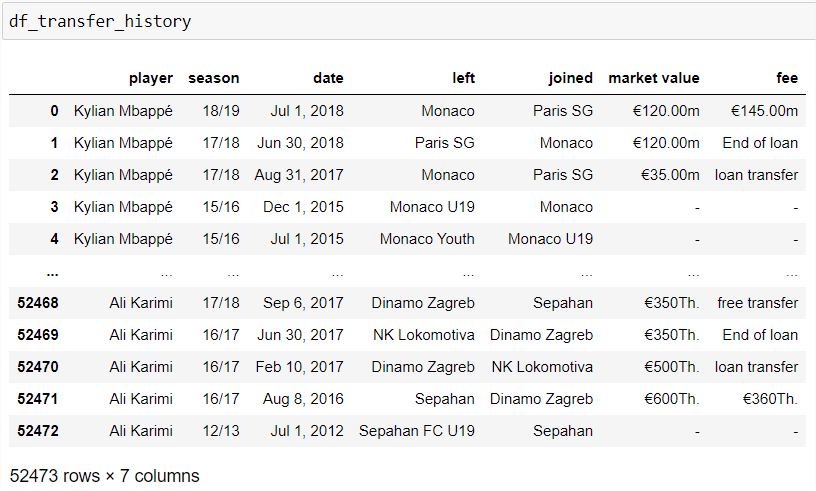 df_transfer_history
player season date left joined market value fee
0 Kylian Mbappé 18/19 Jul 1, 2018 Monaco Paris SG €120.00m €145.00m
1 Kylian Mbappé 17/18 Jun 30, 2018 Paris SG Monaco €120.00m End of loan
2 Kylian Mbappé 17/18 Aug 31, 2017 Monaco Paris SG €35.00m loan transfer
3 Kylian Mbappé 15/16 Dec 1, 2015 Monaco U19 Monaco - -
4 Kylian Mbappé 15/16 Jul 1, 2015 Monaco Youth Monaco U19 - -
... ... ... ... ... ... ... ...
52468 Ali Karimi 17/18 Sep 6, 2017 Dinamo Zagreb Sepahan €350Th. free transfer
52469 Ali Karimi 16/17 Jun 30, 2017 NK Lokomotiva Dinamo Zagreb €350Th. End of loan
52470 Ali Karimi 16/17 Feb 10, 2017 Dinamo Zagreb NK Lokomotiva €500Th. loan transfer
52471 Ali Karimi 16/17 Aug 8, 2016 Sepahan Dinamo Zagreb €600Th. €360Th.
52472 Ali Karimi 12/13 Jul 1, 2012 Sepahan FC U19 Sepahan - -
52473 rows × 7 columns